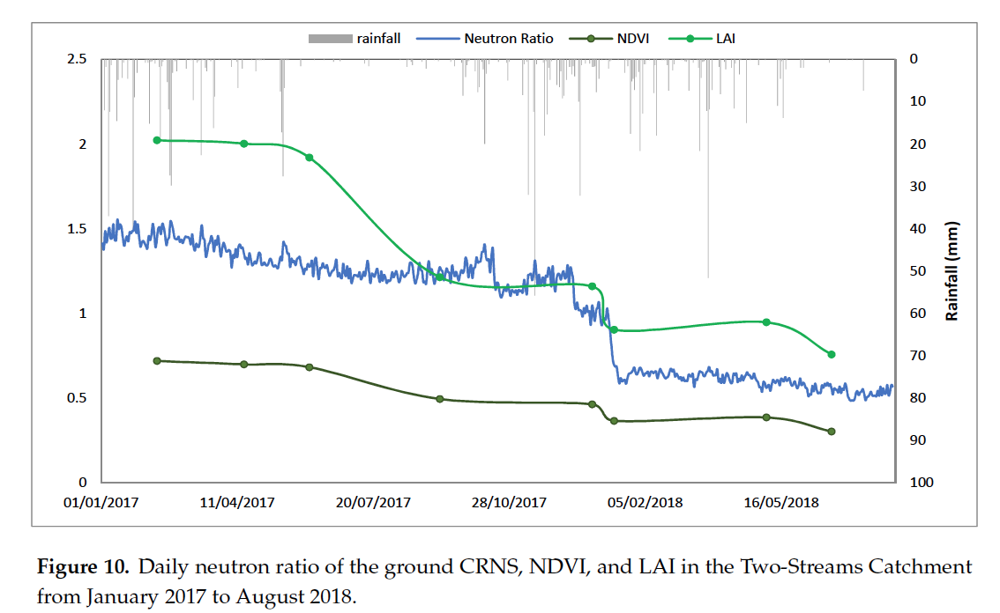 rainfall Neutron Ratio NDVI LAI
2.5 0
10
2 20
30
1.5 40
50
1 60
70
0.5 80
90
0 100
Rainfall (mm)
01/01/2017 11/04/2017 20/07/2017 28/10/2017 05/02/2018 16/05/2018
Figure 10. Daily neutron ratio of the ground CRNS, NDVI, and LAI in the Two-Streams Catchment
from January 2017 to August 2018.